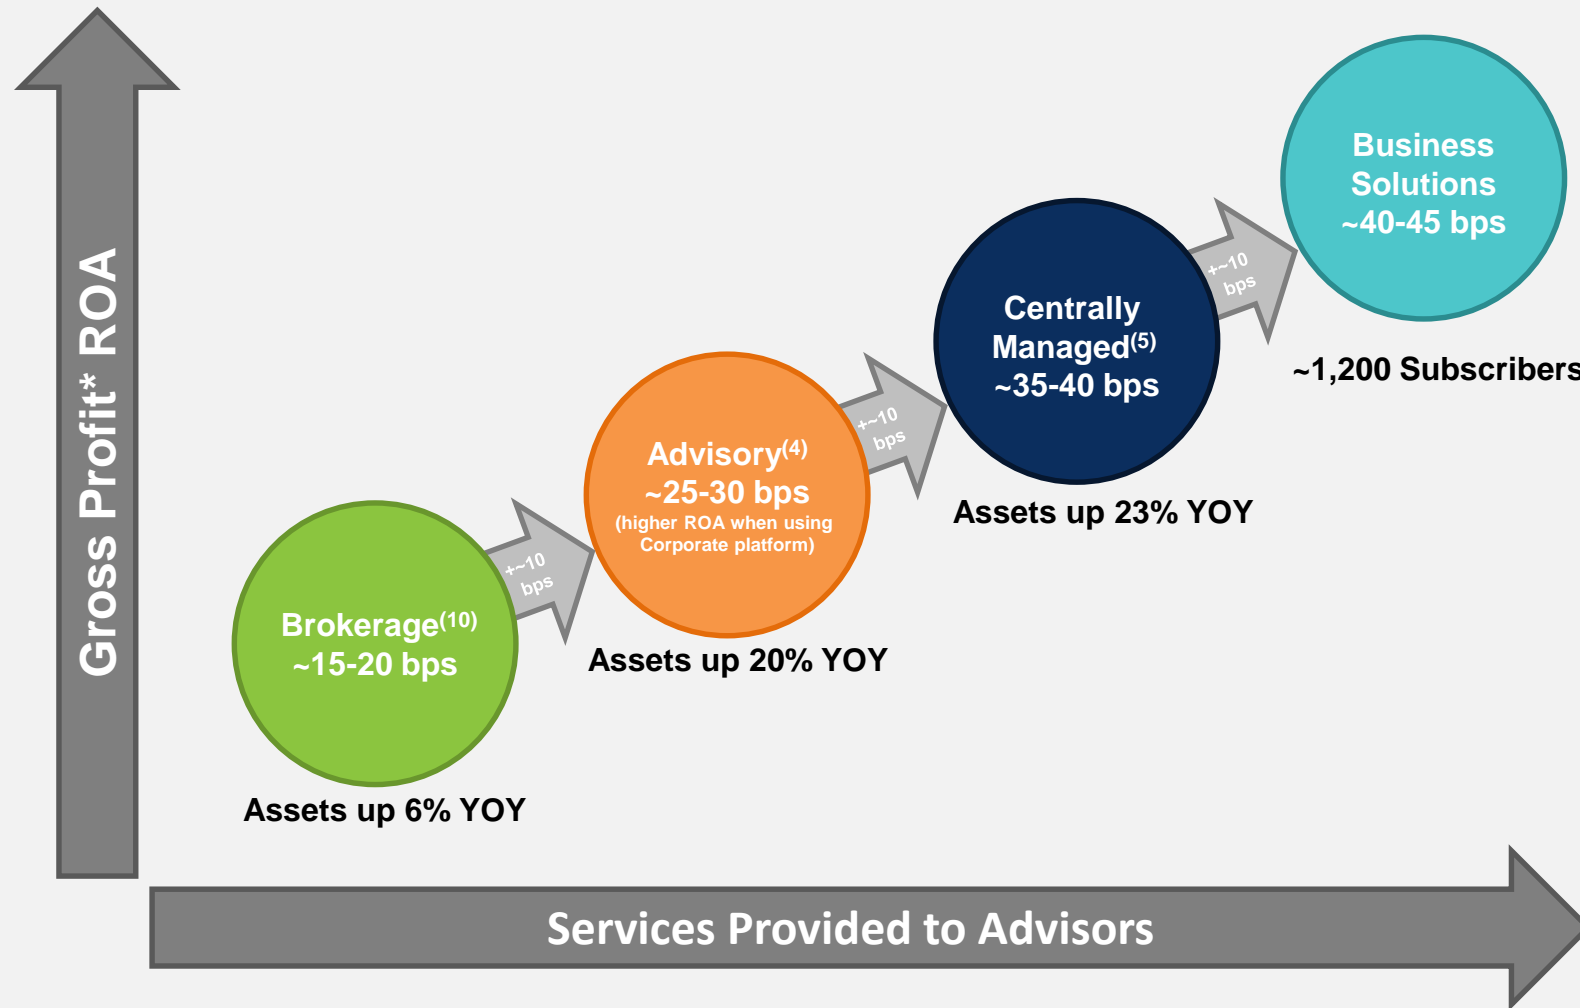 Gross Profit* ROA
Business
Solutions
~40-45 bps
+~10
bps
~1,200 Subscribers
Centrally
Managed(5)
~35-40 bps
+~10
bps
Assets up 23% YOY
Advisory(4)
~25-30 bps
(higher ROA when using
Corporate platform)
+~10
bps
Assets up 20% YOY
Brokerage(10)
~15-20 bps
Assets up 6% YOY
Services Provided to Advisors